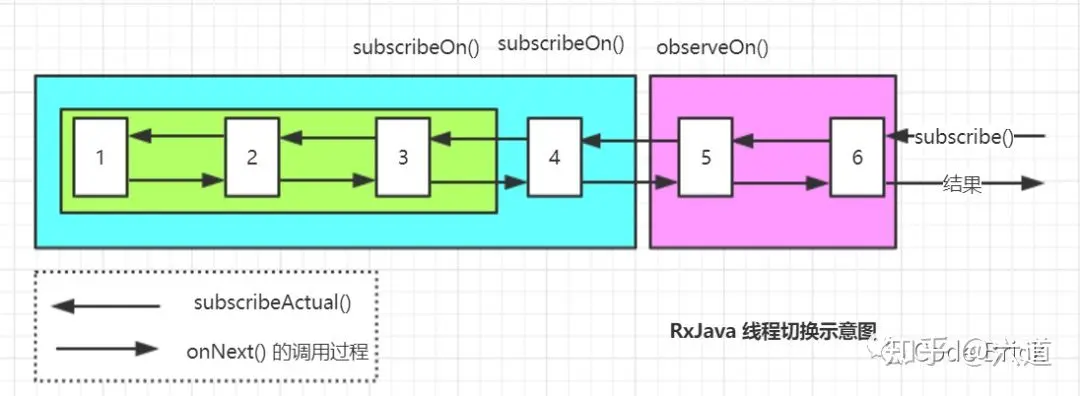 subscribeOn() subscribeOn() observeOn()
1 2 3 4 5 6
subscribe()
结果
subscribeActual()
onNext() 的调用过程
RxJava 线程切换示意图
知乎 @